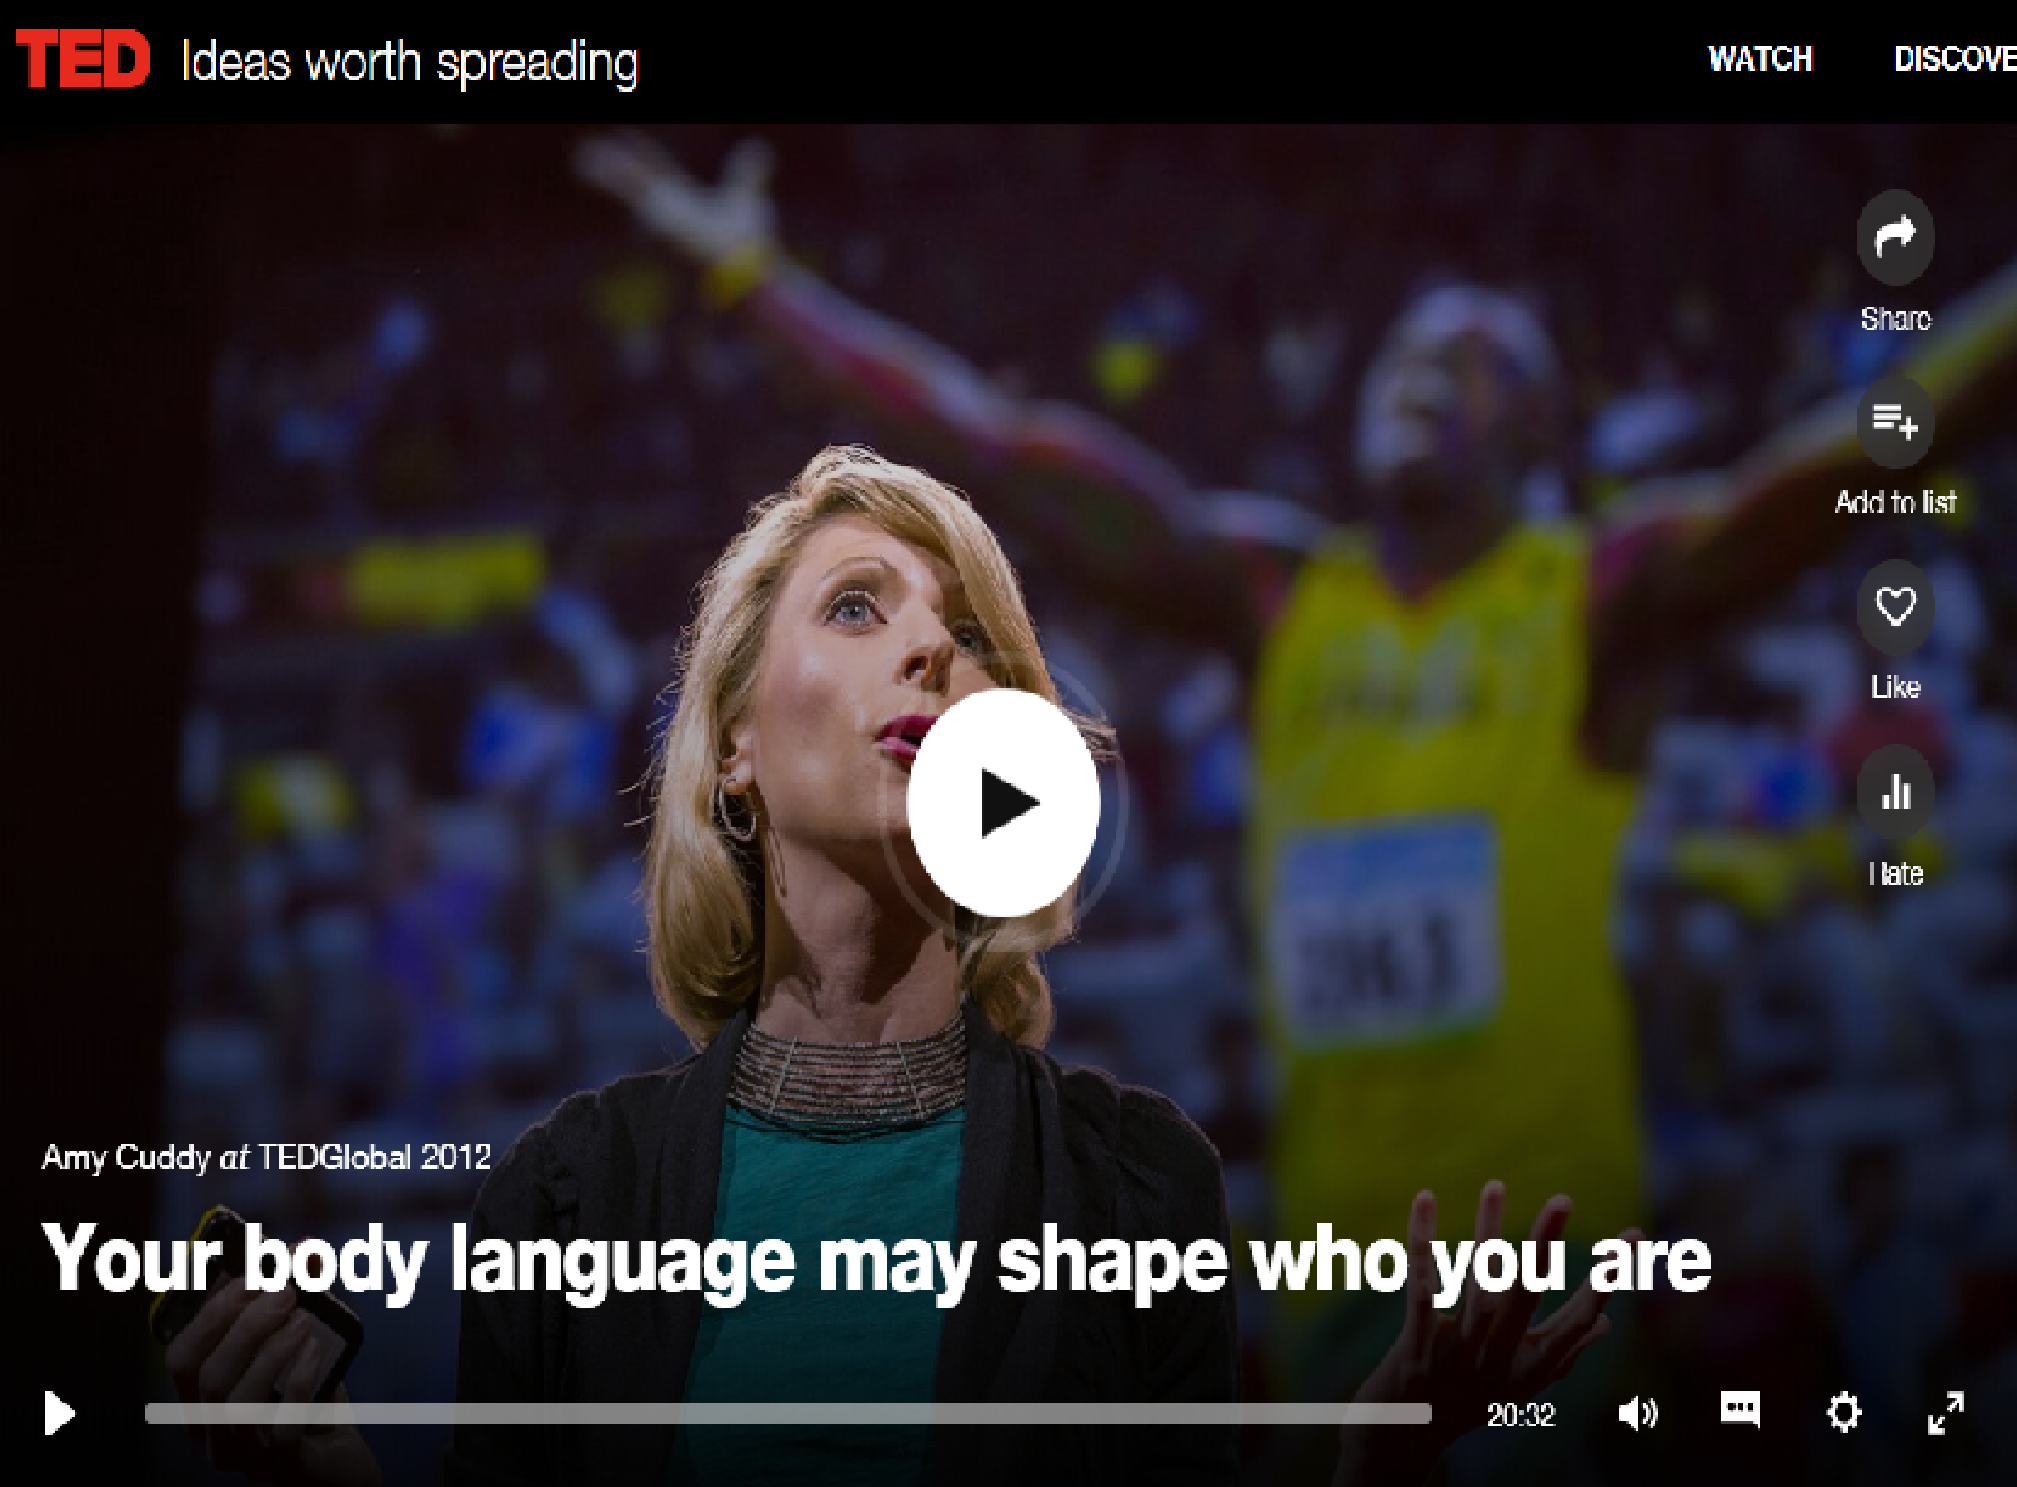 TED Ideas worth spreading
WATCH
DISCOVE
Share
Add to list
Like
Rate
Amy Cuddy at TEDGlobal 2012
Your body language may shape who you are
20:32